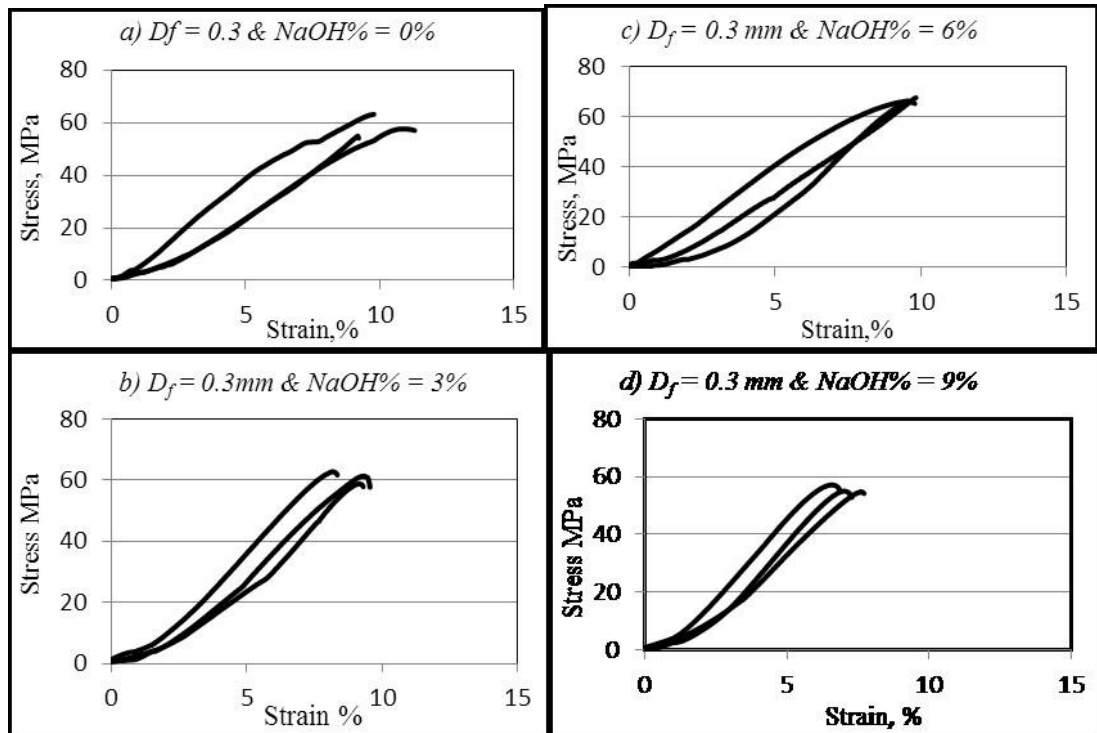 a) Df = 0.3 & NaOH% = 0%
80
60
40
20
0
0 5 10 15
Stress, MPa
Strain,%
c) D_f = 0.3 mm & NaOH% = 6%
80
60
40
20
0
0 5 10 15
Stress, MPa
Strain,%
b) D_f = 0.3mm & NaOH% = 3%
80
60
40
20
0
0 5 10 15
Stress MPa
Strain %
d) D_f = 0.3 mm & NaOH% = 9%
80
60
40
20
0
0 5 10 15
Stress MPa
Strain, %